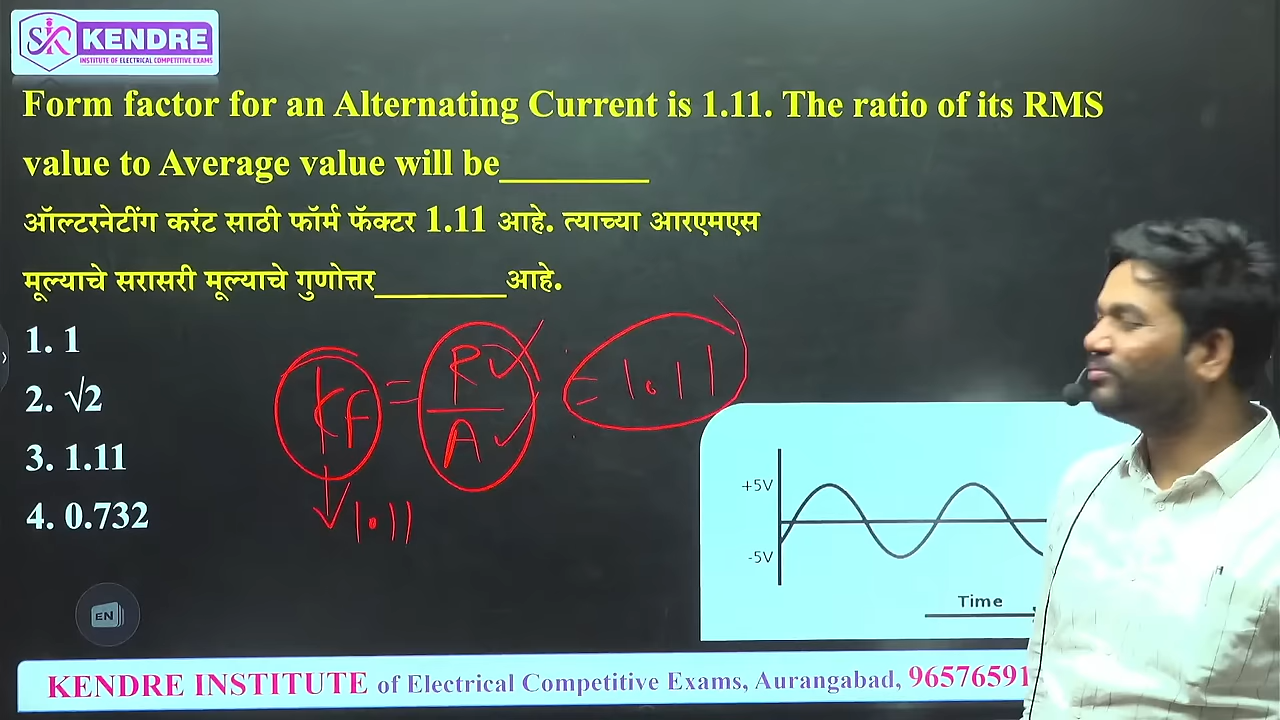 KENDRE
INSTITUTE OF ELECTRICAL COMPETITIVE EXAMS
Form factor for an Alternating Current is 1.11. The ratio of its RMS
value to Average value will be________
ऑल्टरनेटींग करंट साठी फॉर्म फॅक्टर 1.11 आहे. त्याच्या आरएमएस
मूल्याचे सरासरी मूल्याचे गुणोत्तर________आहे.
1. 1
2. √2
3. 1.11
4. 0.732
Kf = R/A = 1.11
1.11
+5V
-5V
Time
EN
KENDRE INSTITUTE of Electrical Competitive Exams, Aurangabad, 96576591